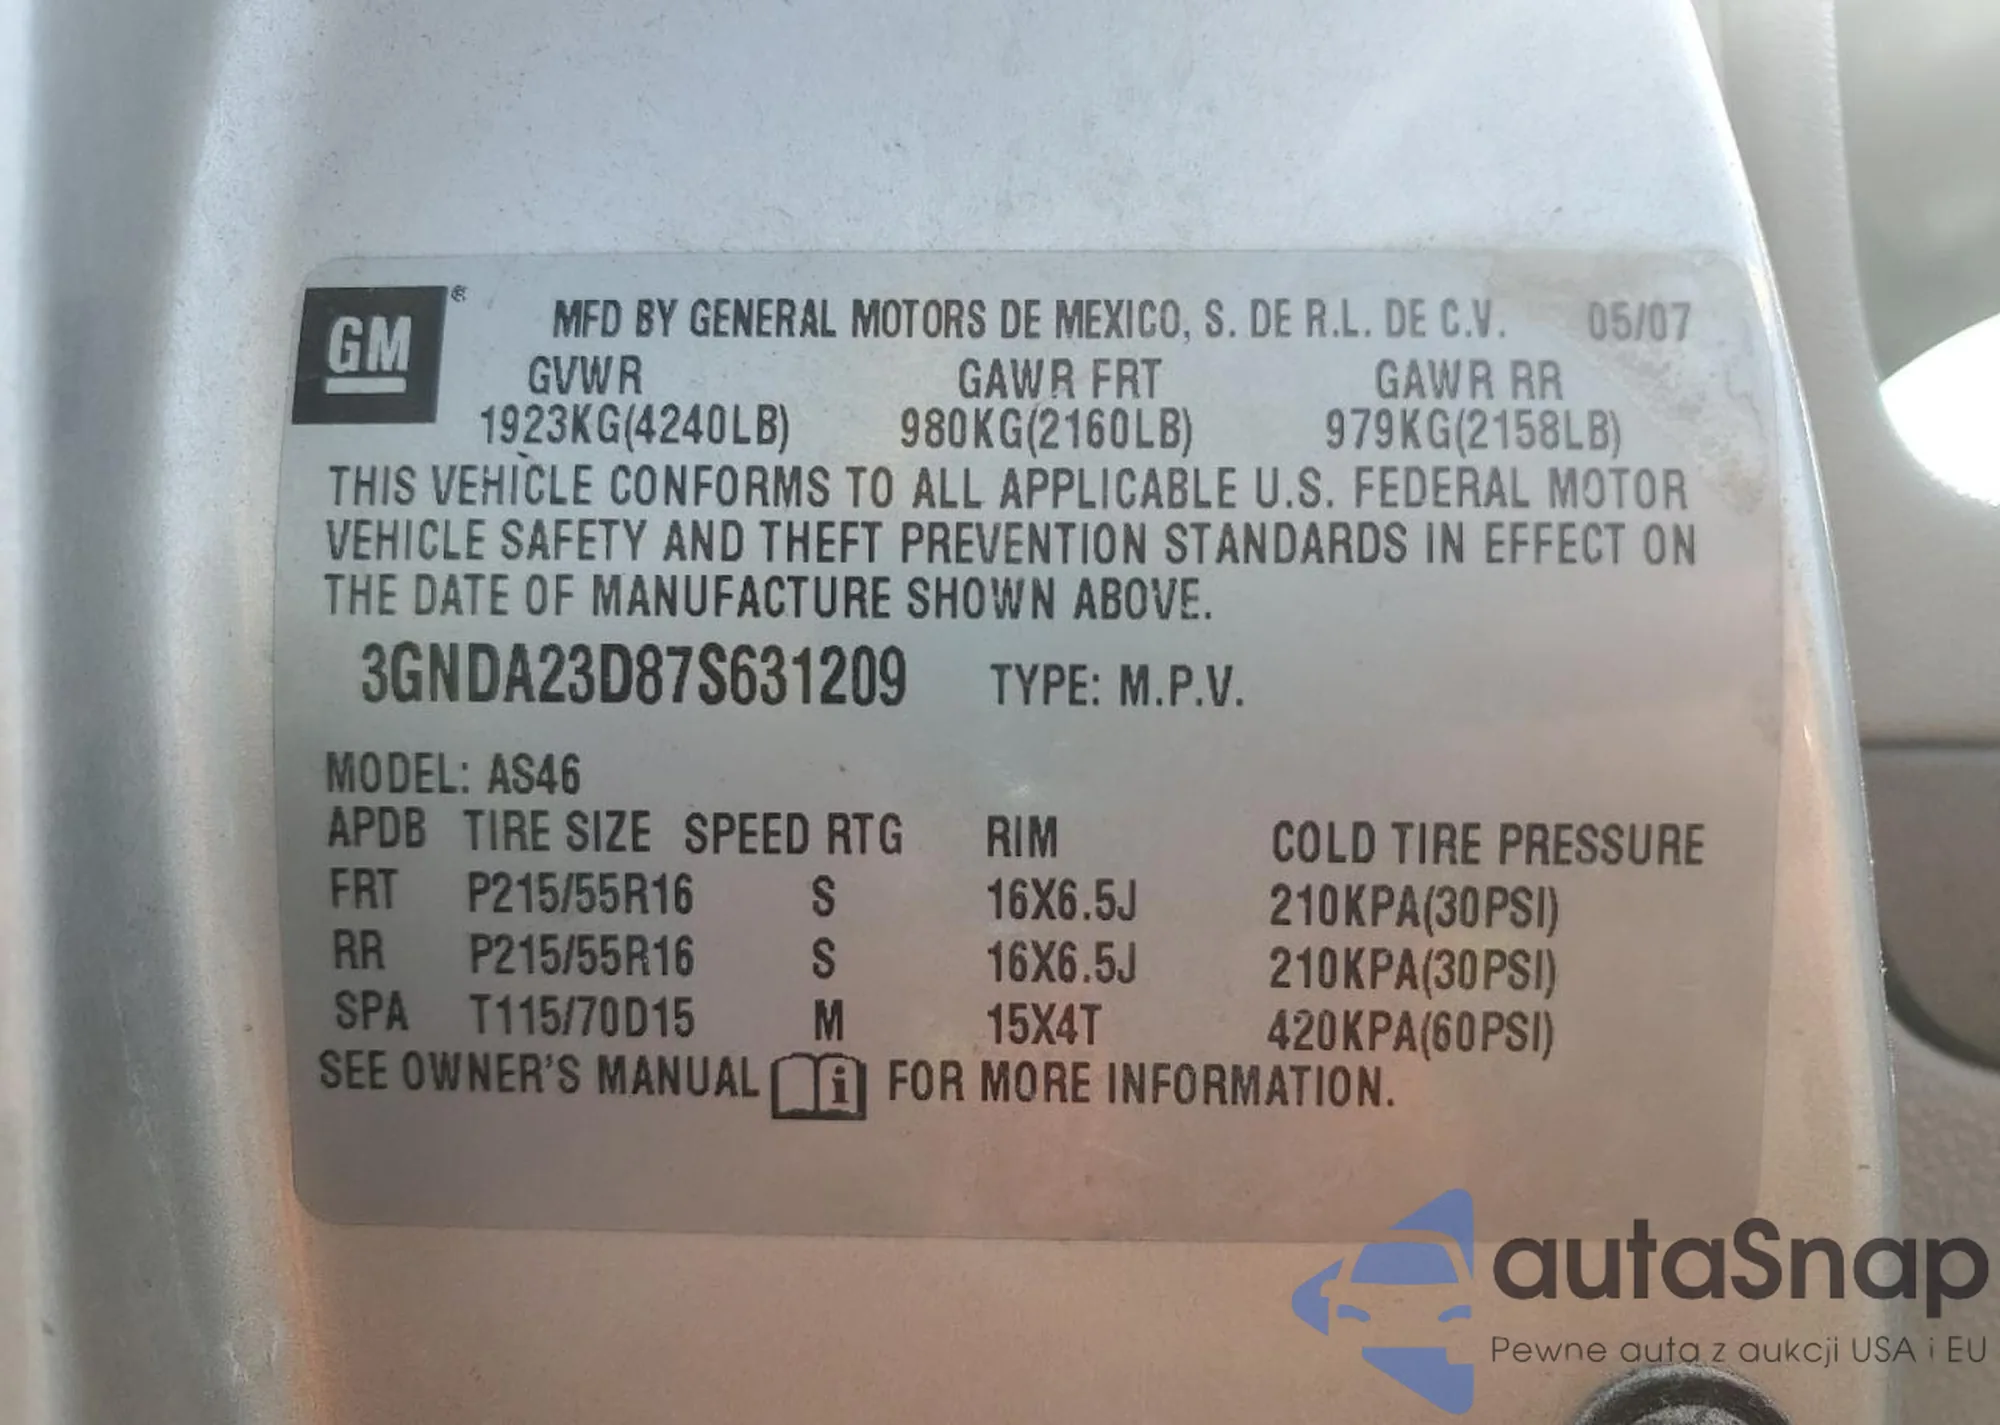 GM ®
MFD BY GENERAL MOTORS DE MEXICO, S. DE R.L. DE C.V. 05/07
GVWR GAWR FRT GAWR RR
1923KG(4240LB) 980KG(2160LB) 979KG(2158LB)
THIS VEHICLE CONFORMS TO ALL APPLICABLE U.S. FEDERAL MOTOR
VEHICLE SAFETY AND THEFT PREVENTION STANDARDS IN EFFECT ON
THE DATE OF MANUFACTURE SHOWN ABOVE.
3GNDA23D87S631209 TYPE: M.P.V.
MODEL: AS46
APDB TIRE SIZE SPEED RTG RIM COLD TIRE PRESSURE
FRT P215/55R16 S 16X6.5J 210KPA(30PSI)
RR P215/55R16 S 16X6.5J 210KPA(30PSI)
SPA T115/70D15 M 15X4T 420KPA(60PSI)
SEE OWNER'S MANUAL i FOR MORE INFORMATION.
autaSnap
Pewne auta z aukcji USA i EU